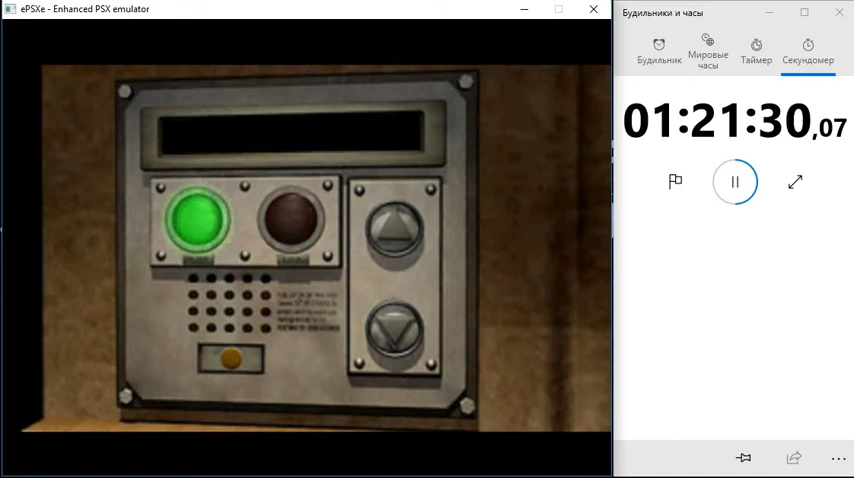 ePSXe - Enhanced PSX emulator
Будильники и часы
Будильник
Мировые
часы
Таймер
Секундомер
01:21:30,07